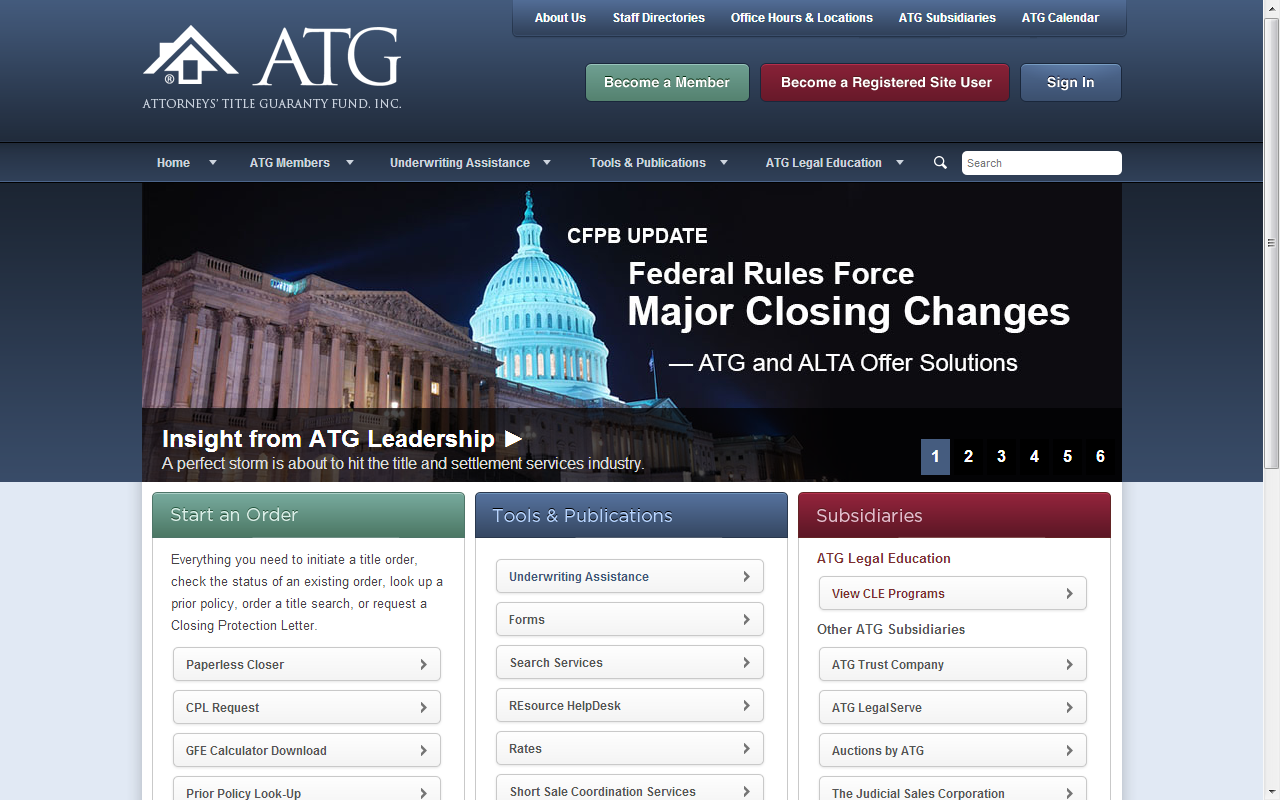 About Us Staff Directories Office Hours & Locations ATG Subsidiaries ATG Calendar
ATG
®
ATTORNEYS' TITLE GUARANTY FUND, INC.
Become a Member Become a Registered Site User Sign In
Home ATG Members Underwriting Assistance Tools & Publications ATG Legal Education Search
CFPB UPDATE
Federal Rules Force
Major Closing Changes
— ATG and ALTA Offer Solutions
Insight from ATG Leadership
A perfect storm is about to hit the title and settlement services industry.
1 2 3 4 5 6
Start an Order
Everything you need to initiate a title order,
check the status of an existing order, look up a
prior policy, order a title search, or request a
Closing Protection Letter.
Paperless Closer
CPL Request
GFE Calculator Download
Prior Policy Look-Up
Tools & Publications
Underwriting Assistance
Forms
Search Services
REsource HelpDesk
Rates
Short Sale Coordination Services
Subsidiaries
ATG Legal Education
View CLE Programs
Other ATG Subsidiaries
ATG Trust Company
ATG LegalServe
Auctions by ATG
The Judicial Sales Corporation